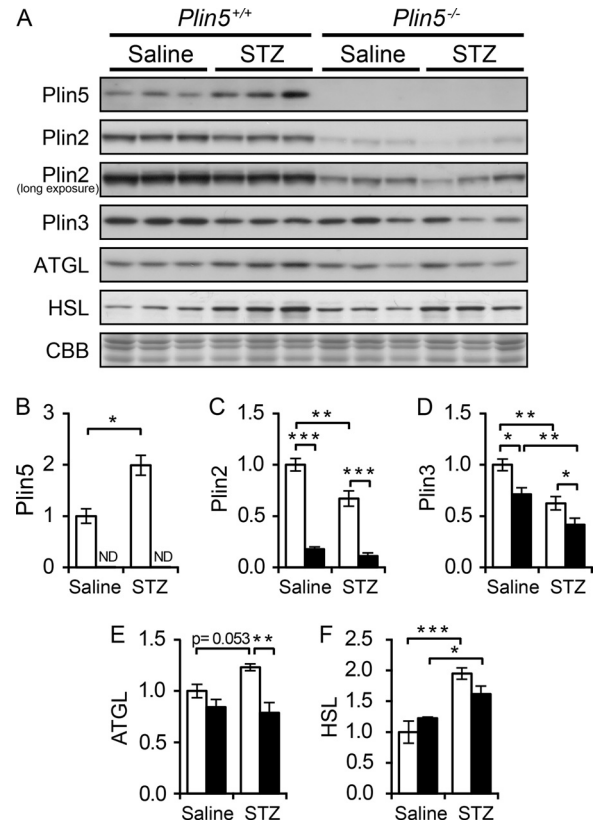 A
Plin5+/+ Plin5-/-
Saline STZ Saline STZ
Plin5
Plin2
Plin2
(long exposure)
Plin3
ATGL
HSL
CBB
B C D
Plin5
3
2
1
0
*
ND ND
Saline STZ
Plin2
1.5
1.0
0.5
0.0
**
***
***
Saline STZ
Plin3
1.5
1.0
0.5
0.0
**
* **
*
Saline STZ
E F
ATGL
1.5
1.0
0.5
0.0
p= 0.053 **
Saline STZ
HSL
2.5
2.0
1.5
1.0
0.5
0.0
***
*
Saline STZ